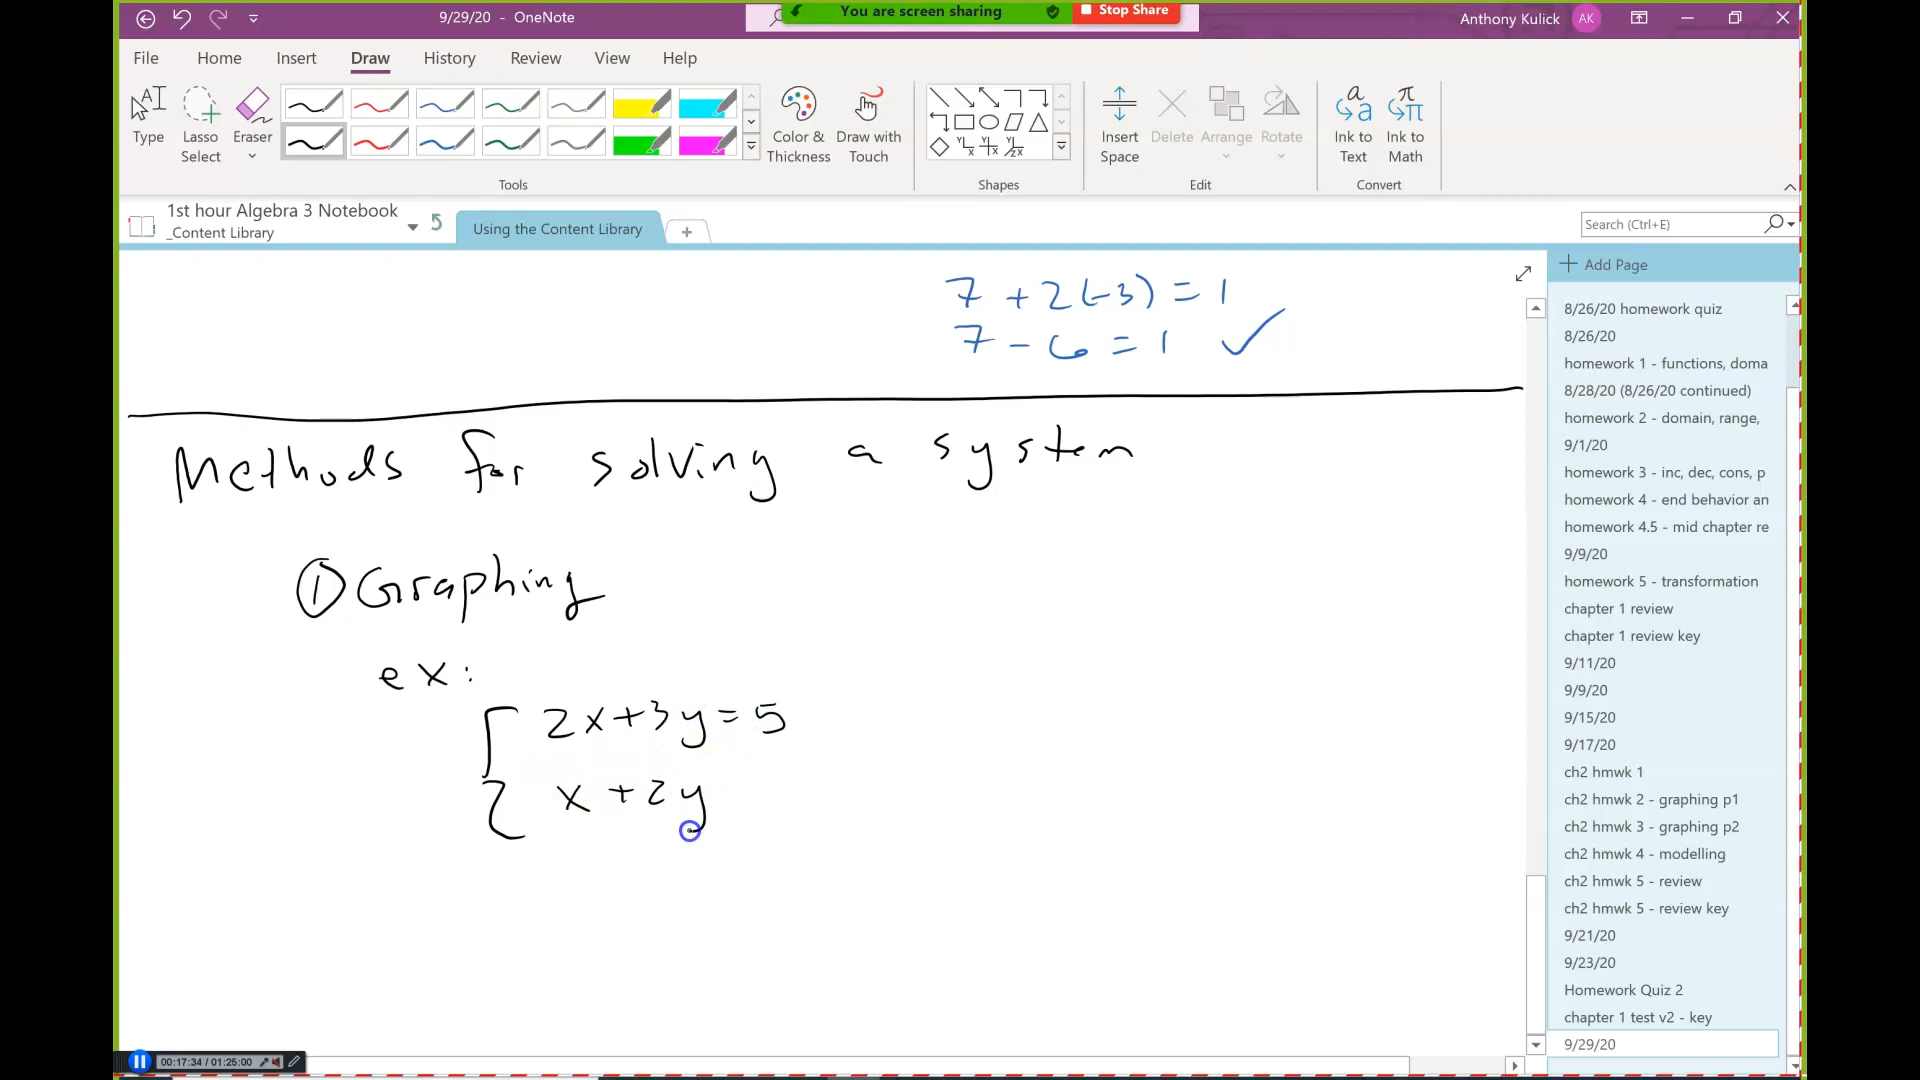 9/29/20 - OneNote
You are screen sharing
Stop Share
Anthony Kulick AK
File Home Insert Draw History Review View Help
Type
Lasso Select
Eraser
Color & Thickness
Draw with Touch
Insert Space
Delete
Arrange
Rotate
Ink to Text
Ink to Math
Tools Shapes Edit Convert
1st hour Algebra 3 Notebook
_Content Library
Using the Content Library
Search (Ctrl+E)
Add Page
7 + 2(-3) = 1
7 - 6 = 1 ✓
Methods for solving a system
① Graphing
ex:
2x+3y=5
x+2y
8/26/20 homework quiz
8/26/20
homework 1 - functions, doma
8/28/20 (8/26/20 continued)
homework 2 - domain, range,
9/1/20
homework 3 - inc, dec, cons, p
homework 4 - end behavior an
homework 4.5 - mid chapter re
9/9/20
homework 5 - transformation
chapter 1 review
chapter 1 review key
9/11/20
9/9/20
9/15/20
9/17/20
ch2 hmwk 1
ch2 hmwk 2 - graphing p1
ch2 hmwk 3 - graphing p2
ch2 hmwk 4 - modelling
ch2 hmwk 5 - review
ch2 hmwk 5 - review key
9/21/20
9/23/20
Homework Quiz 2
chapter 1 test v2 - key
9/29/20
00:17:34 / 01:25:00